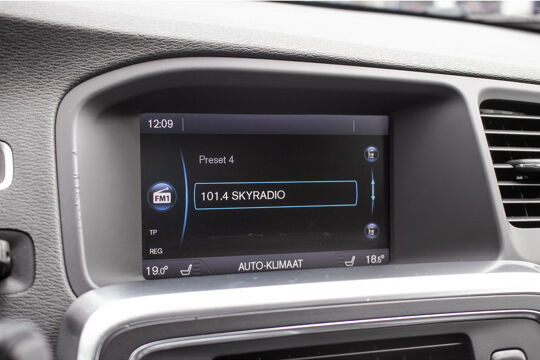 12:09
Preset 4
101.4 SKYRADIO
FM1
TP
REG
19.0° AUTO-KLIMAAT 18.5°